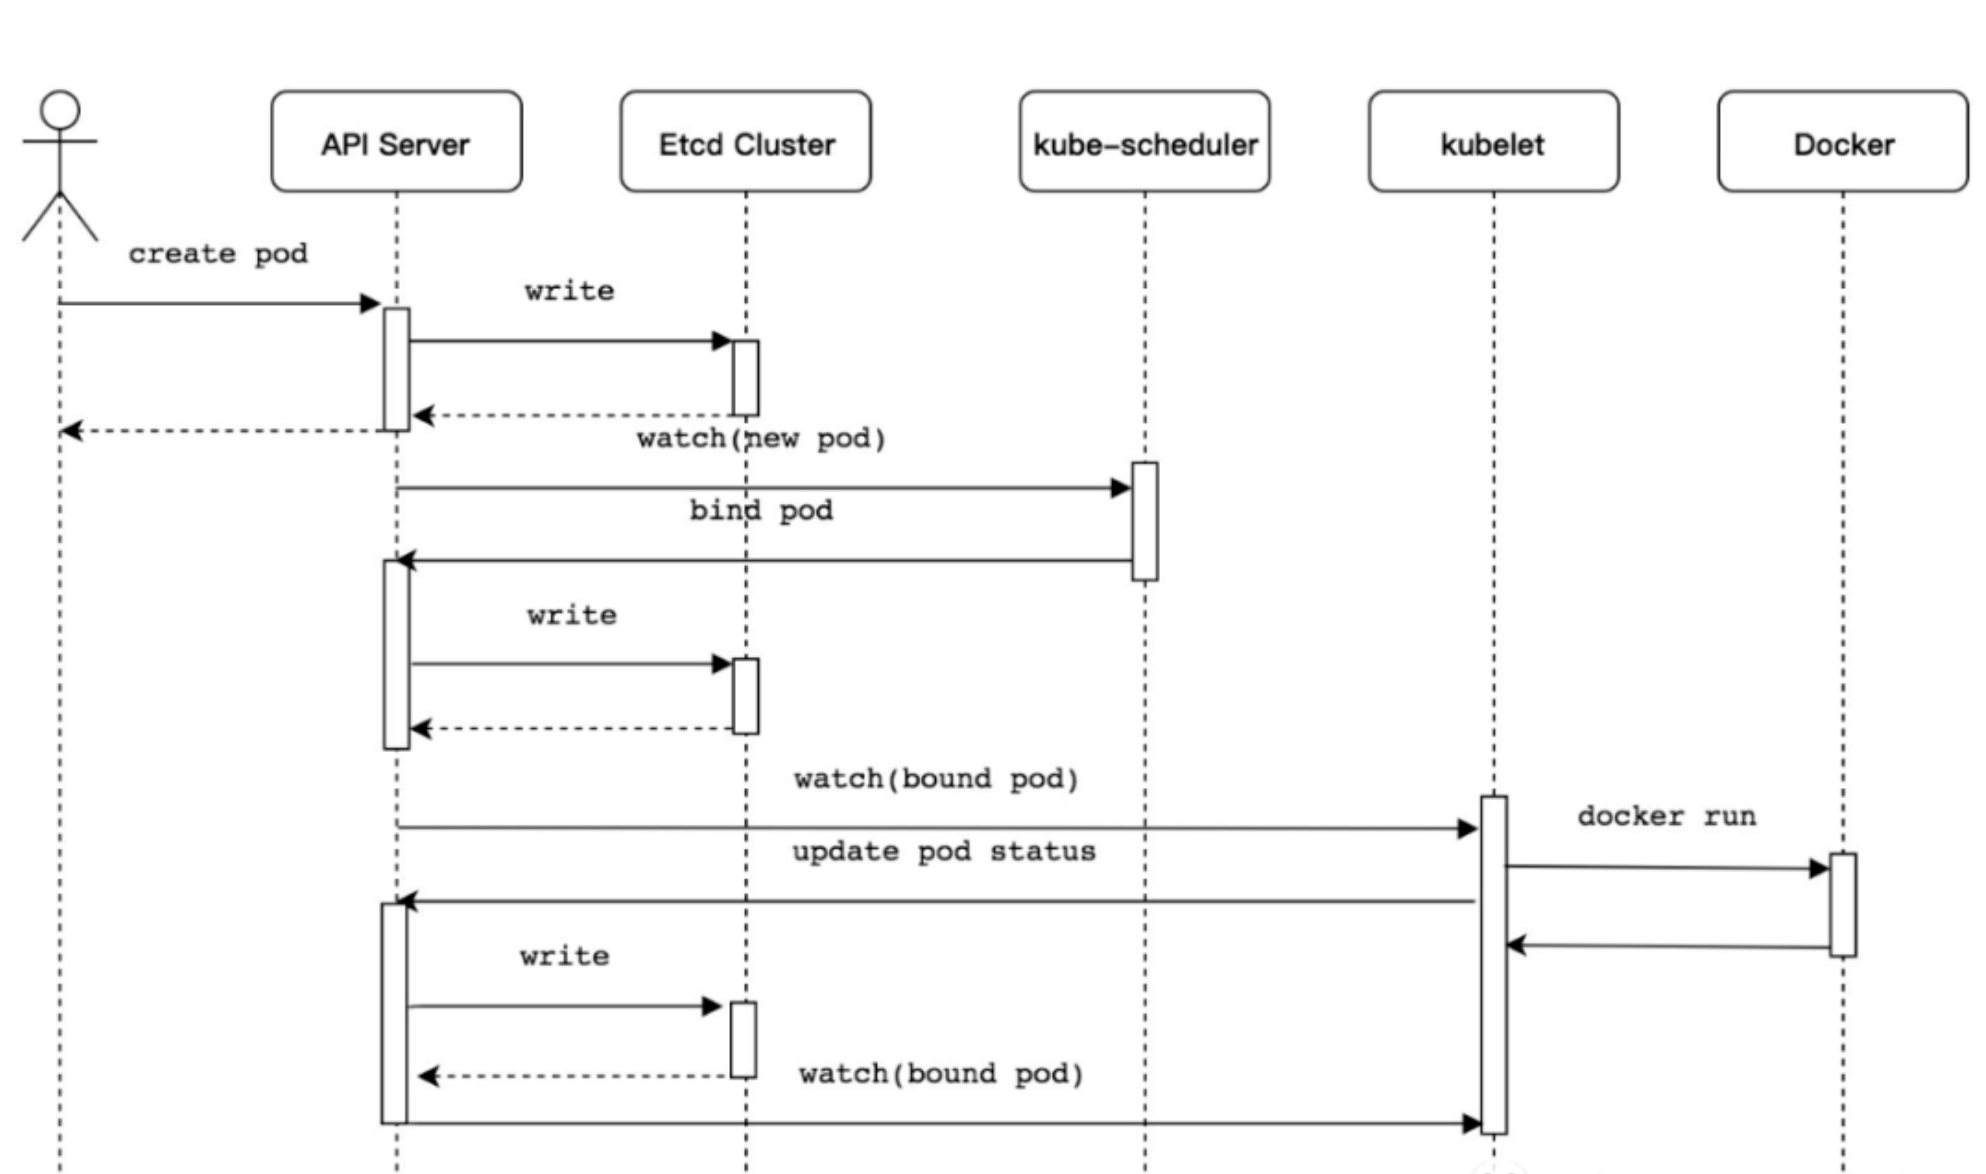 API Server
Etcd Cluster
kube-scheduler
kubelet
Docker
create pod
write
watch(new pod)
bind pod
write
watch(bound pod)
docker run
update pod status
write
watch(bound pod)